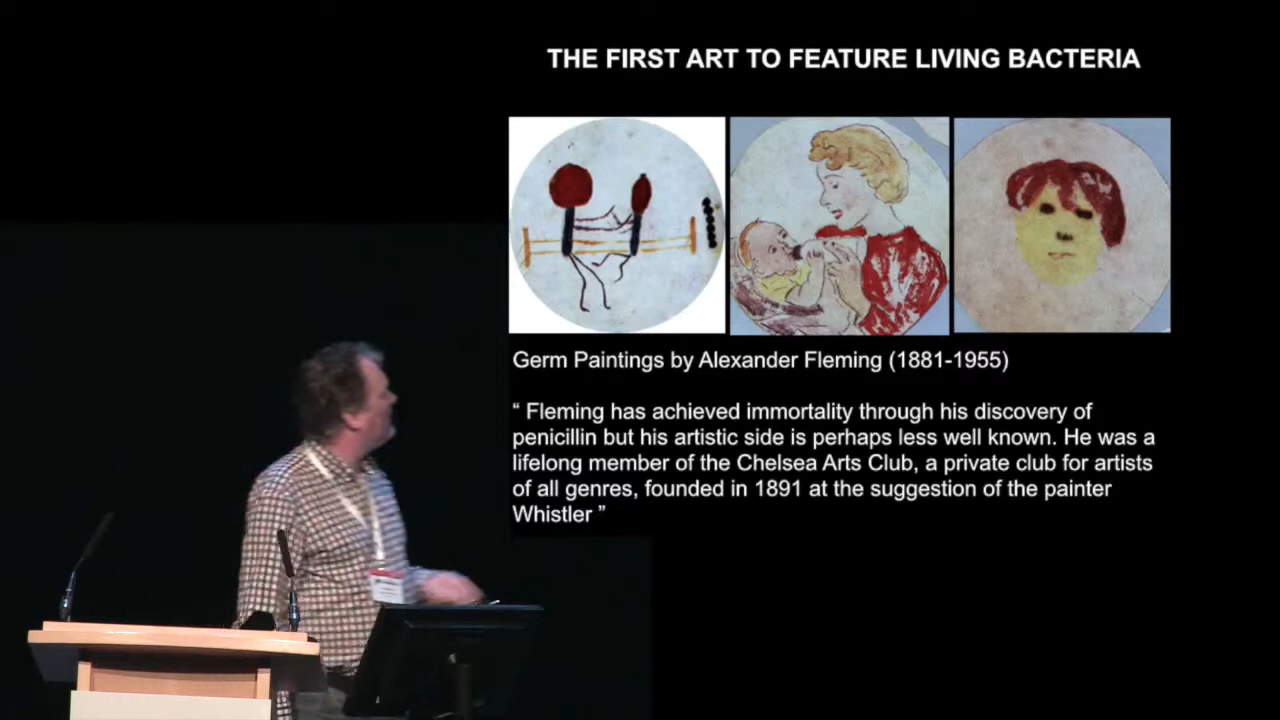 THE FIRST ART TO FEATURE LIVING BACTERIA
Germ Paintings by Alexander Fleming (1881-1955)
“ Fleming has achieved immortality through his discovery of
penicillin but his artistic side is perhaps less well known. He was a
lifelong member of the Chelsea Arts Club, a private club for artists
of all genres, founded in 1891 at the suggestion of the painter
Whistler ”